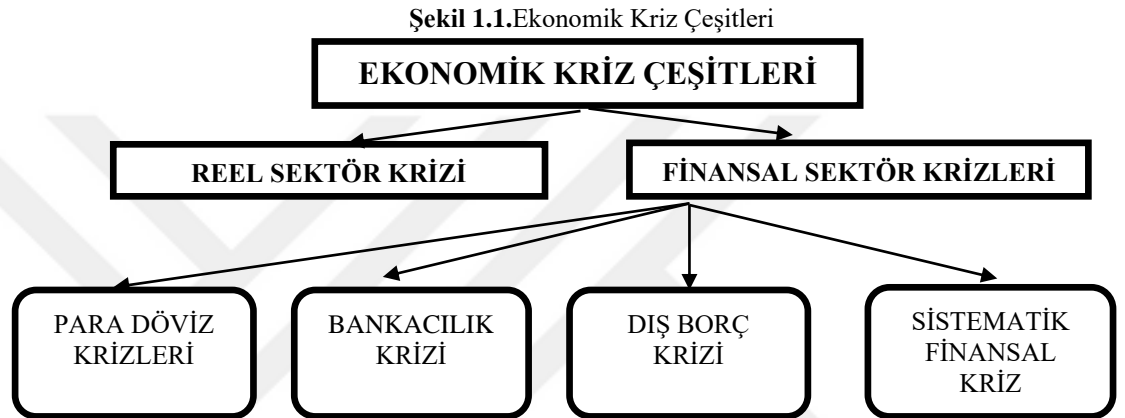 Şekil 1.1.Ekonomik Kriz Çeşitleri
EKONOMİK KRİZ ÇEŞİTLERİ
REEL SEKTÖR KRİZİ
FİNANSAL SEKTÖR KRİZLERİ
PARA DÖVİZ
KRİZLERİ
BANKACILIK
KRİZİ
DIŞ BORÇ
KRİZİ
SİSTEMATİK
FİNANSAL
KRİZ